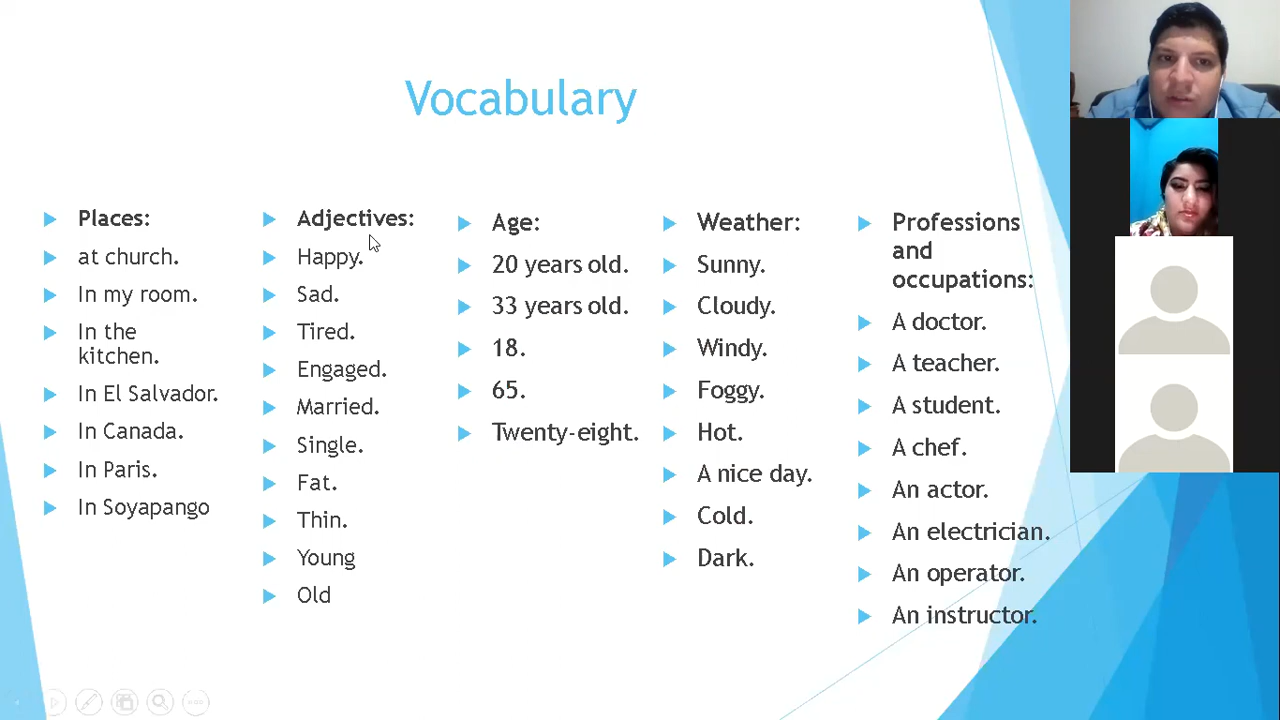 Vocabulary
Places:
at church.
In my room.
In the
kitchen.
In El Salvador.
In Canada.
In Paris.
In Soyapango
Adjectives:
Happy.
Sad.
Tired.
Engaged.
Married.
Single.
Fat.
Thin.
Young
Old
Age:
20 years old.
33 years old.
18.
65.
Twenty-eight.
Weather:
Sunny.
Cloudy.
Windy.
Foggy.
Hot.
A nice day.
Cold.
Dark.
Professions
and
occupations:
A doctor.
A teacher.
A student.
A chef.
An actor.
An electrician.
An operator.
An instructor.